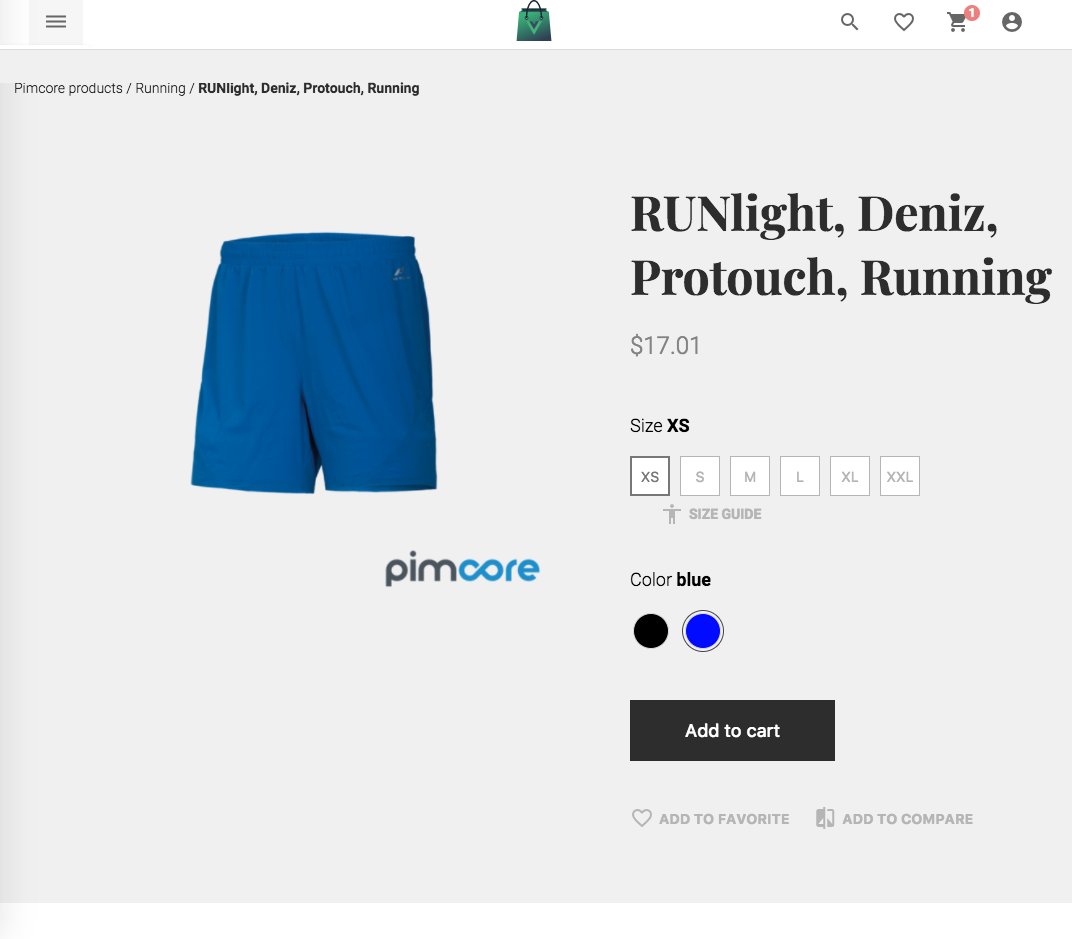 1
Pimcore products / Running / RUNlight, Deniz, Protouch, Running
RUNlight, Deniz,
Protouch, Running
$17.01
Size XS
XS S M L XL XXL
SIZE GUIDE
pimcore
Color blue
Add to cart
ADD TO FAVORITE ADD TO COMPARE